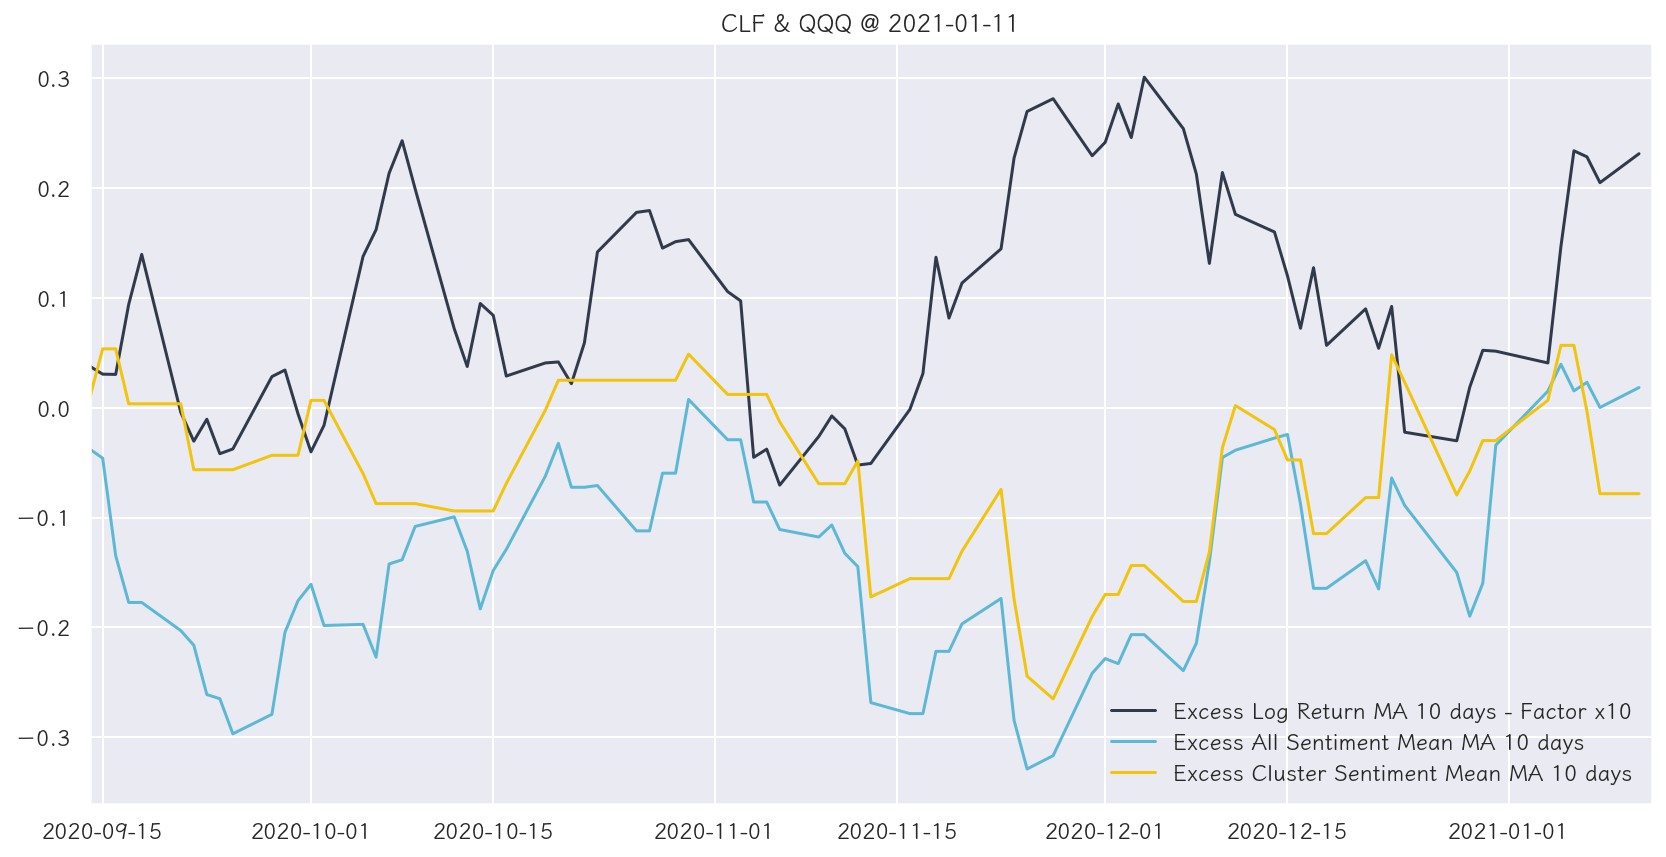 CLF & QQQ @ 2021-01-11
0.3
0.2
0.1
0.0
−0.1
−0.2
−0.3
Excess Log Return MA 10 days - Factor x10
Excess All Sentiment Mean MA 10 days
Excess Cluster Sentiment Mean MA 10 days
2020-09-15 2020-10-01 2020-10-15 2020-11-01 2020-11-15 2020-12-01 2020-12-15 2021-01-01